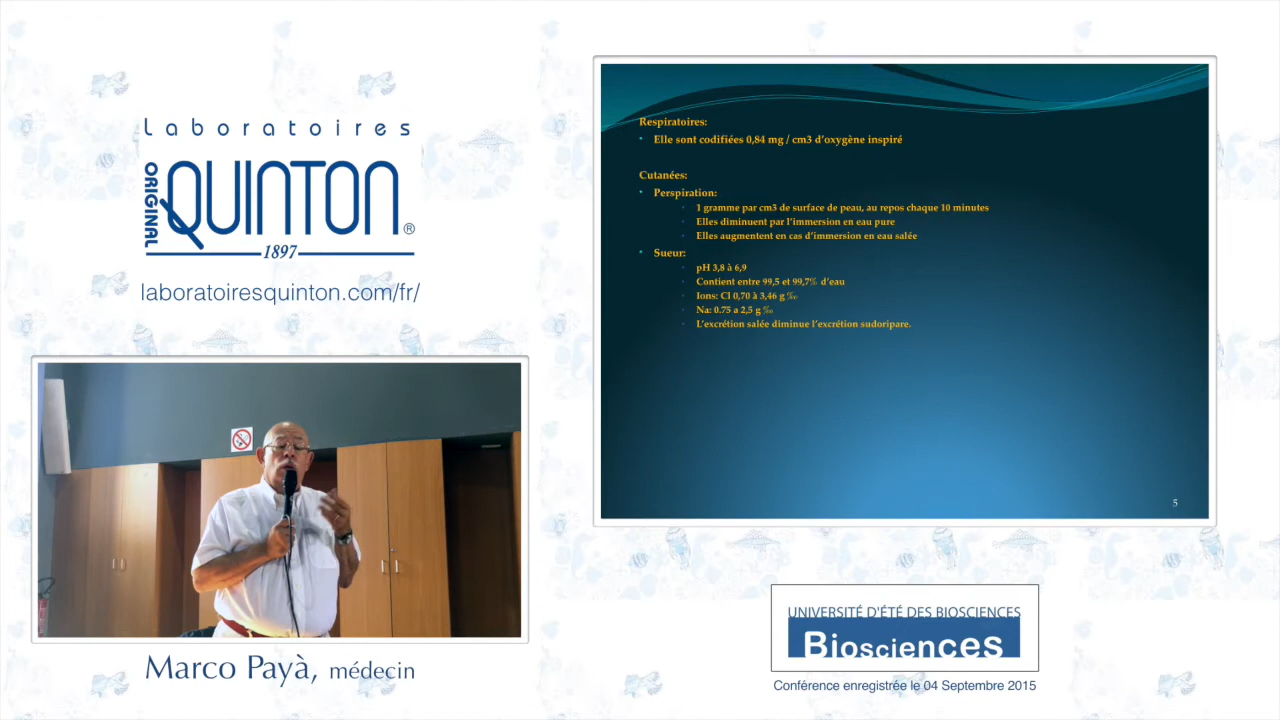 Laboratoires
ORIGINAL
QUINTON®
1897
laboratoiresquinton.com/fr/
Marco Payà, médecin
Respiratoires:
• Elle sont codifiées 0,84 mg / cm3 d'oxygène inspiré
Cutanées:
• Perspiration:
• 1 gramme par cm3 de surface de peau, au repos chaque 10 minutes
• Elles diminuent par l'immersion en eau pure
• Elles augmentent en cas d'immersion en eau salée
• Sueur:
• pH 3,8 à 6,9
• Contient entre 99,5 et 99,7% d'eau
• Ions: Cl 0,70 à 3,46 g ‰
• Na: 0.75 a 2,5 g ‰
• L'excrétion salée diminue l'excrétion sudoripare.
5
UNIVERSITÉ D'ÉTÉ DES BIOSCIENCES
Biosciences
Conférence enregistrée le 04 Septembre 2015